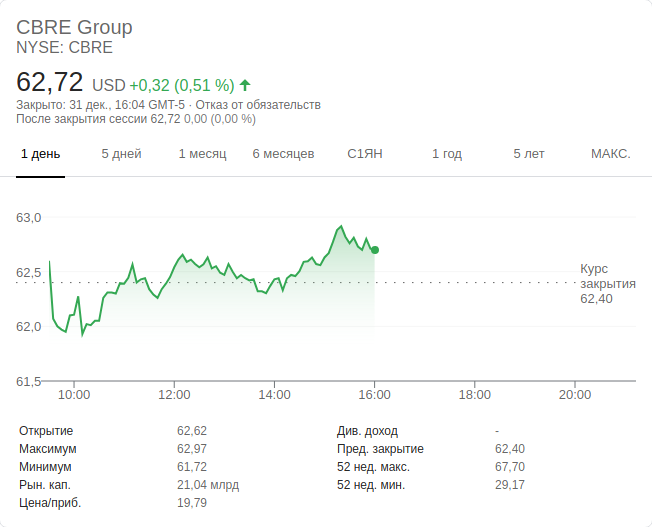 CBRE Group
NYSE: CBRE
62,72 USD +0,32 (0,51 %)
Закрыто: 31 дек., 16:04 GMT-5 · Отказ от обязательств
После закрытия сессии 62,72 0,00 (0,00 %)
1 день 5 дней 1 месяц 6 месяцев С1ЯН 1 год 5 лет МАКС.
63,0
62,5
62,0
61,5
Курс
закрытия
62,40
10:00 12:00 14:00 16:00 18:00 20:00
Открытие 62,62 Див. доход -
Максимум 62,97 Пред. закрытие 62,40
Минимум 61,72 52 нед. макс. 67,70
Рын. кап. 21,04 млрд 52 нед. мин. 29,17
Цена/приб. 19,79